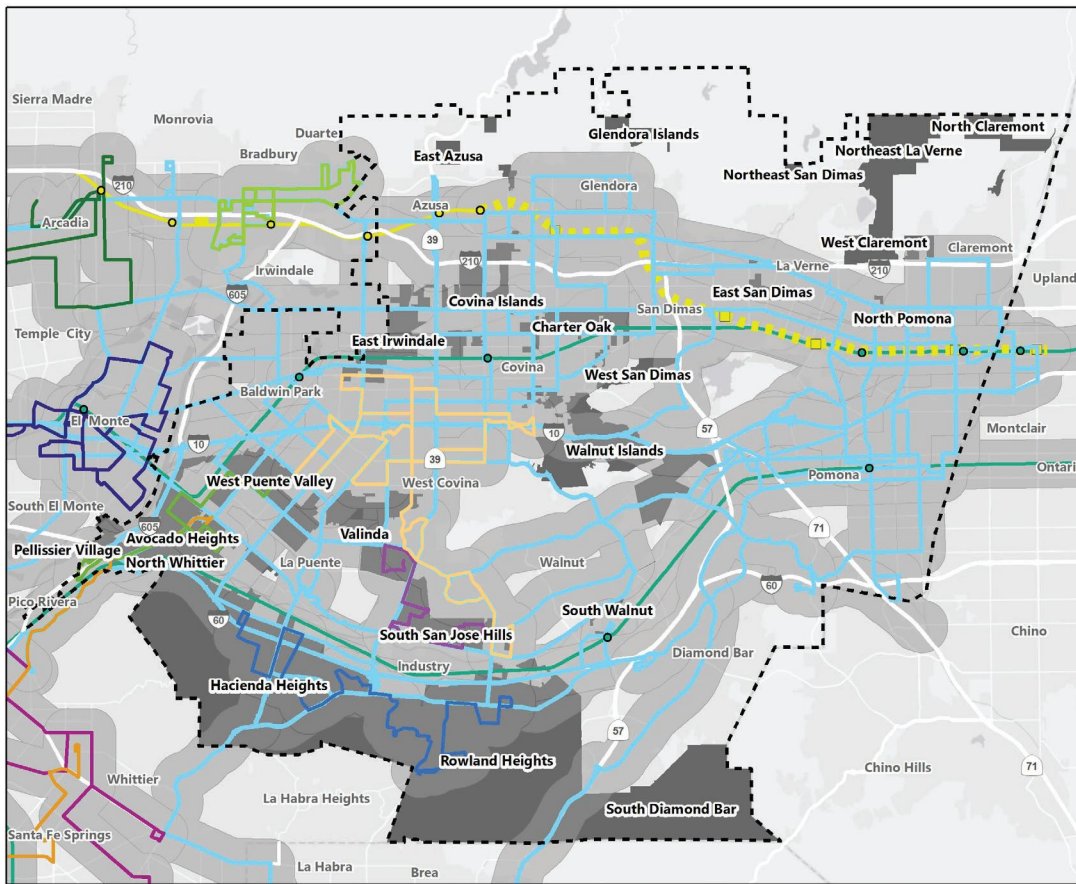 Sierra Madre
Monrovia
Duarte
Bradbury
Glendora Islands
North Claremont
East Azusa
Northeast La Verne
Northeast San Dimas
210
Glendora
Arcadia
Azusa
39
West Claremont
Claremont
210
La Verne
210
Upland
Irwindale
605
East San Dimas
Covina Islands
San Dimas
North Pomona
Temple City
Charter Oak
East Irwindale
Covina
West San Dimas
Baldwin Park
El Monte
10
10
57
Montclair
39
Walnut Islands
West Puente Valley
West Covina
Pomona
Ontari
South El Monte
605
71
Avocado Heights
Valinda
Pellissier Village
North Whittier
La Puente
Walnut
60
Pico Rivera
South Walnut
60
South San Jose Hills
Chino
Industry
Diamond Bar
Hacienda Heights
57
Rowland Heights
71
Whittier
Chino Hills
La Habra Heights
South Diamond Bar
Santa Fe Springs
La Habra
Brea